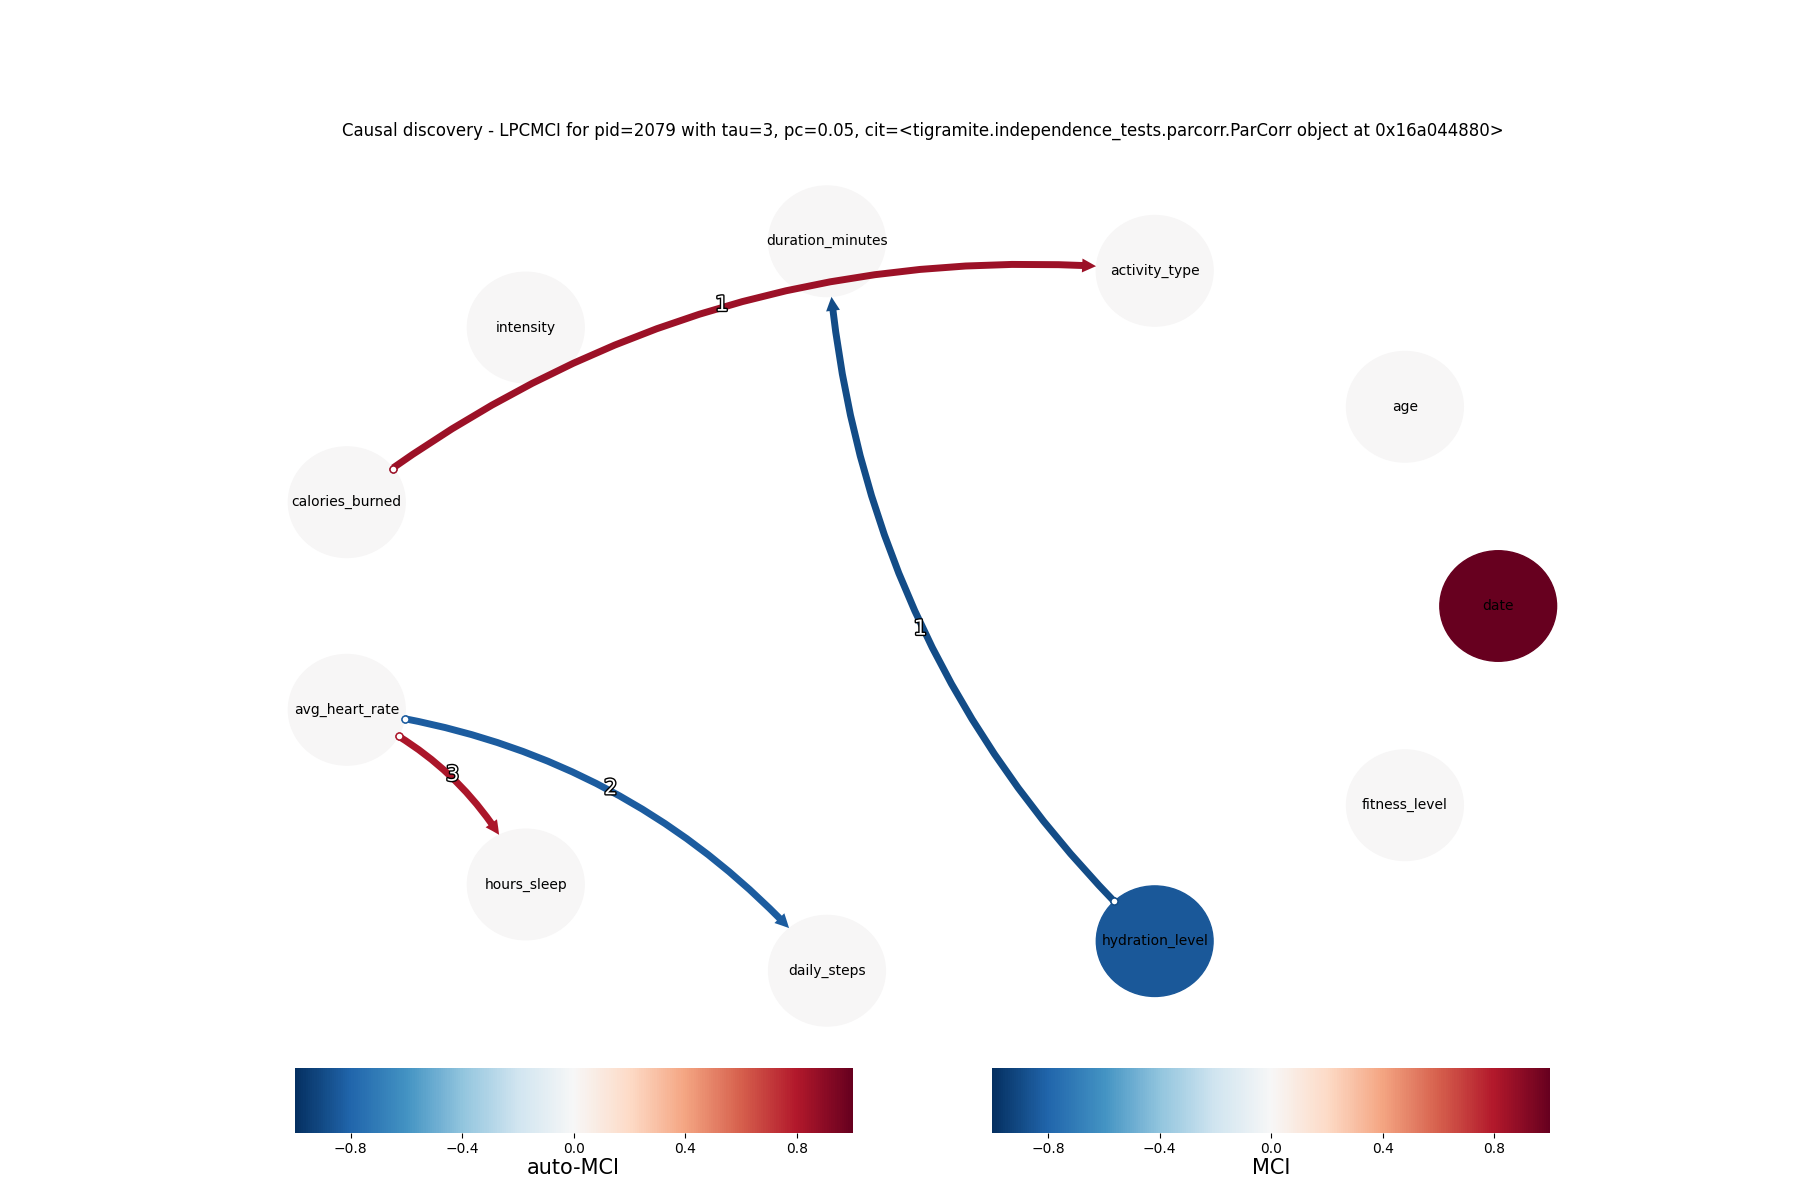 Causal discovery - LPCMCI for pid=2079 with tau=3, pc=0.05, cit=<tigramite.independence_tests.parcorr.ParCorr object at 0x16a044880>
duration_minutes
activity_type
1
intensity
age
calories_burned
date
1
avg_heart_rate
3
2
fitness_level
hours_sleep
hydration_level
daily_steps
−0.8 −0.4 0.0 0.4 0.8
auto-MCI
−0.8 −0.4 0.0 0.4 0.8
MCI